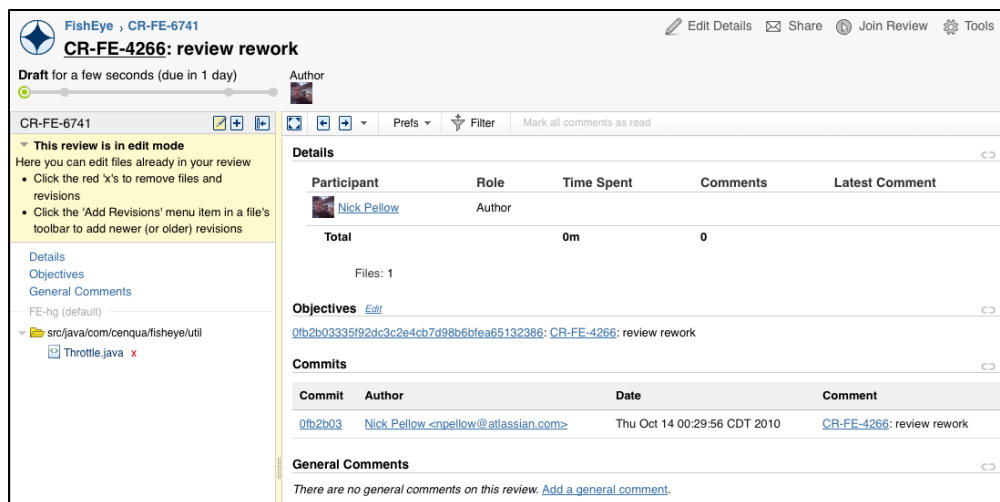 FishEye , CR-FE-6741
Edit Details Share Join Review Tools
CR-FE-4266: review rework
Draft for a few seconds (due in 1 day)
Author
CR-FE-6741
Prefs Filter Mark all comments as read
This review is in edit mode
Here you can edit files already in your review
• Click the red 'x's to remove files and
revisions
• Click the 'Add Revisions' menu item in a file's
toolbar to add newer (or older) revisions
Details
Objectives
General Comments
FE-hg (default)
src/java/com/cenqua/fisheye/util
Throttle.java x
Details
Participant Role Time Spent Comments Latest Comment
Nick Pellow Author
Total 0m 0
Files: 1
Objectives Edit
0fb2b03335f92dc3c2e4cb7d98b6bfea65132386: CR-FE-4266: review rework
Commits
Commit Author Date Comment
0fb2b03 Nick Pellow <npellow@atlassian.com> Thu Oct 14 00:29:56 CDT 2010 CR-FE-4266: review rework
General Comments
There are no general comments on this review. Add a general comment.